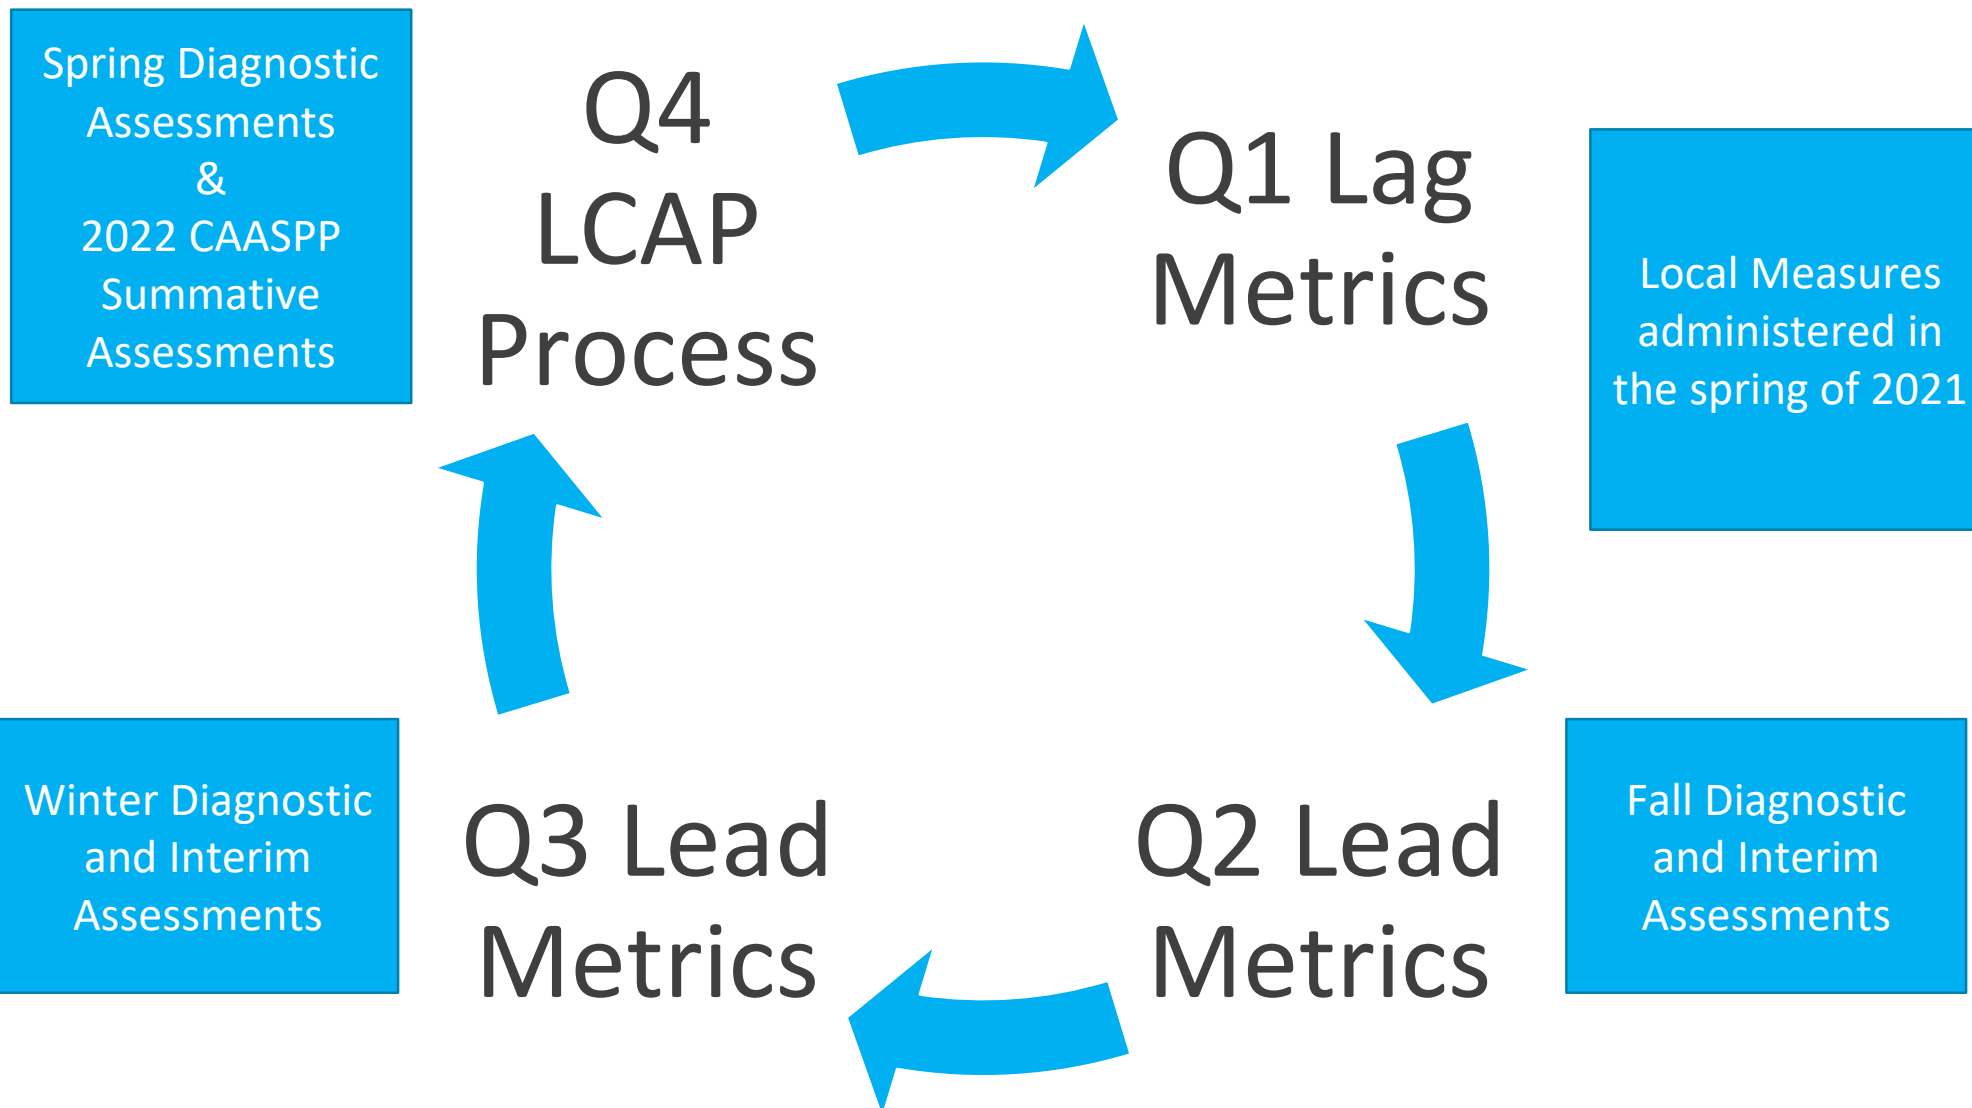 Spring Diagnostic
Assessments
&
2022 CAASPP
Summative
Assessments
Q4
LCAP
Process
Q1 Lag
Metrics
Local Measures
administered in
the spring of 2021
Winter Diagnostic
and Interim
Assessments
Q3 Lead
Metrics
Q2 Lead
Metrics
Fall Diagnostic
and Interim
Assessments